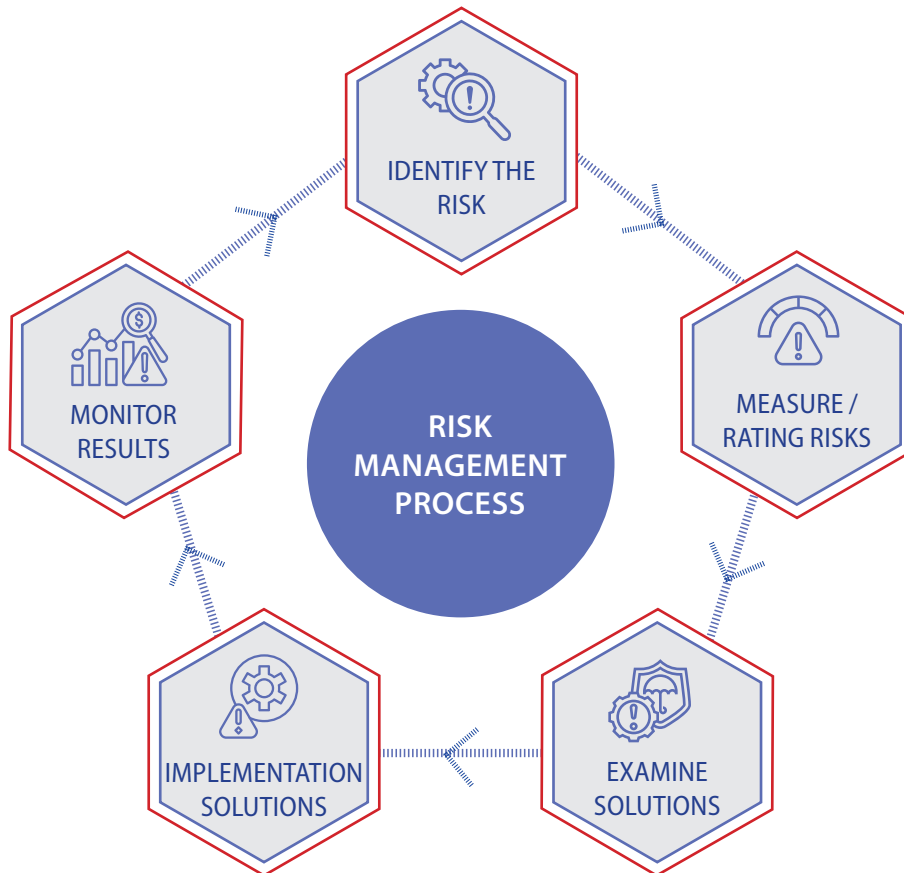 IDENTIFY THE
RISK
MEASURE /
RATING RISKS
EXAMINE
SOLUTIONS
IMPLEMENTATION
SOLUTIONS
MONITOR
RESULTS
RISK
MANAGEMENT
PROCESS